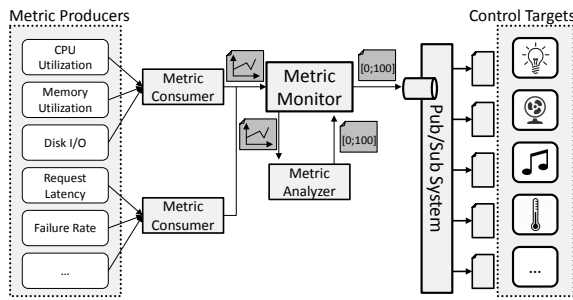 Metric Producers
CPU
Utilization
Memory
Utilization
Disk I/O
Request
Latency
Failure Rate
...
Metric
Consumer
Metric
Consumer
Metric
Monitor
[0;100]
[0;100]
Metric
Analyzer
Pub/Sub System
Control Targets
...